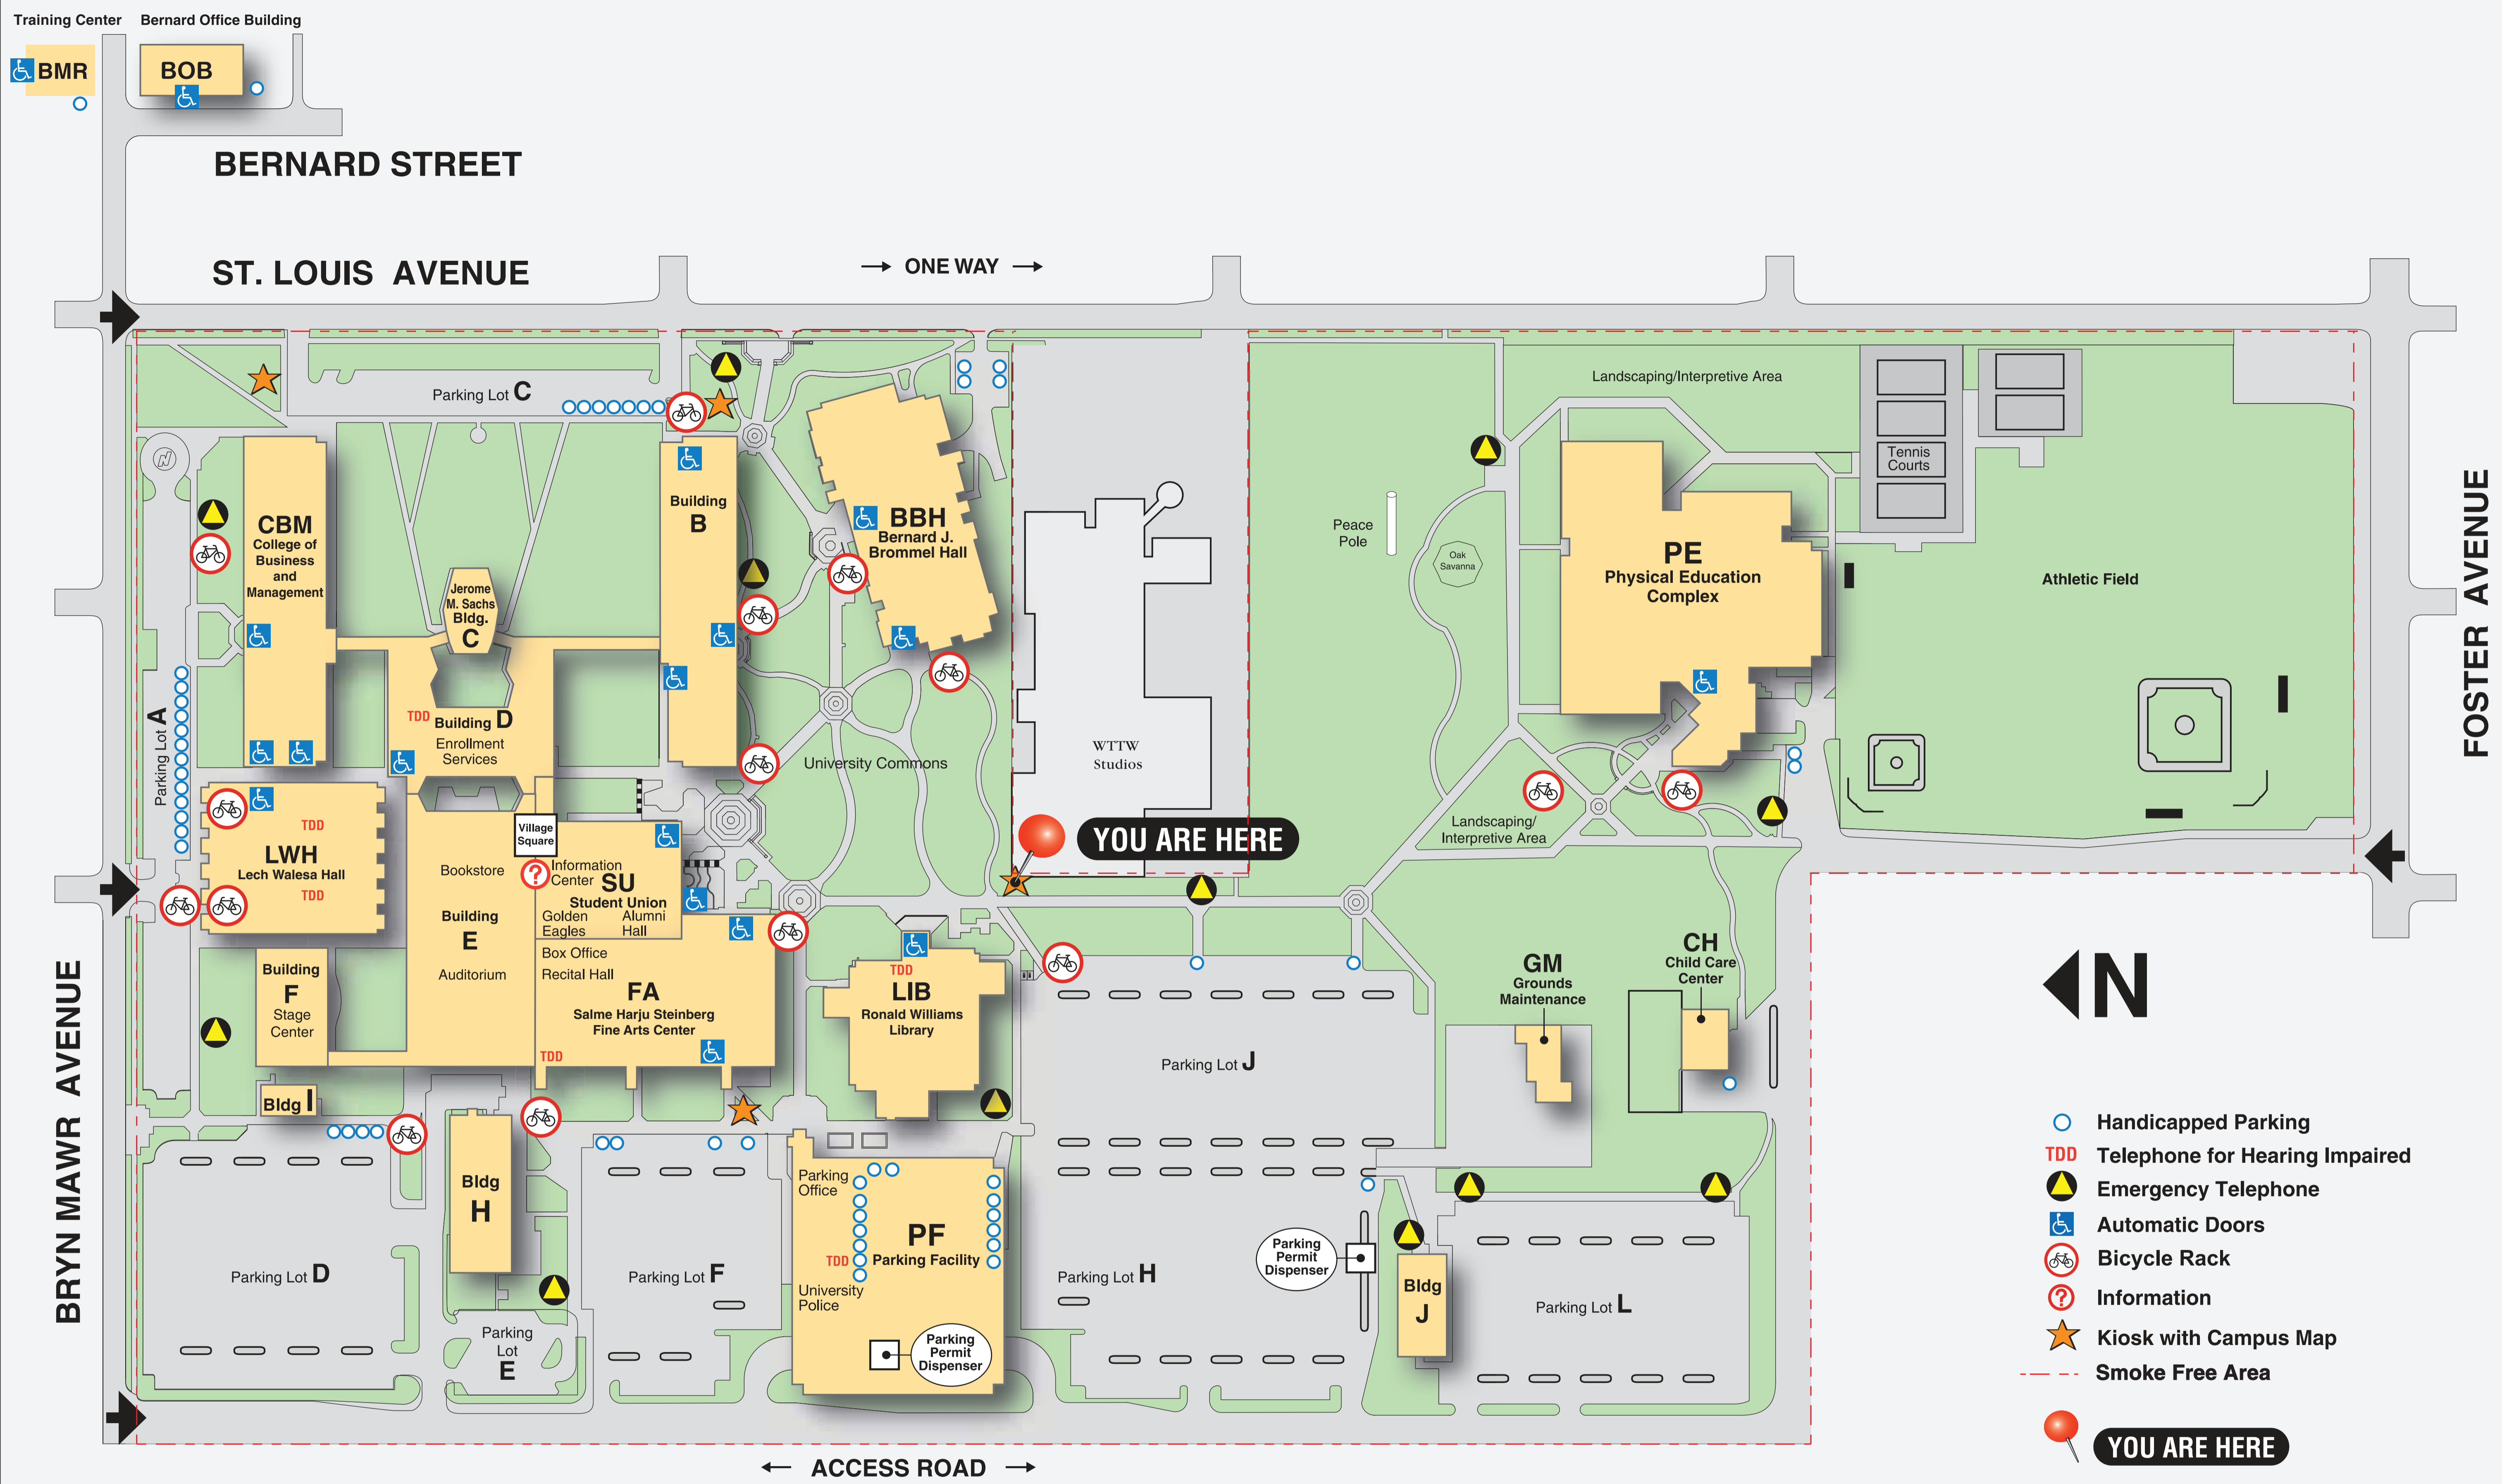 Training Center
Bernard Office Building
BMR
BOB
BERNARD STREET
ST. LOUIS AVENUE
ONE WAY
Parking Lot C
Landscaping/Interpretive Area
Tennis
Courts
CBM
College of
Business
and
Management
Building
B
BBH
Bernard J.
Brommel Hall
Peace
Pole
Oak
Savanna
PE
Physical Education
Complex
Athletic Field
FOSTER AVENUE
Jerome
M. Sachs
Bldg.
C
Parking Lot A
TDD
Building D
Enrollment
Services
University Commons
WTTW
Studios
YOU ARE HERE
Landscaping/
Interpretive Area
TDD
LWH
Lech Walesa Hall
TDD
Village
Square
Bookstore
?
Information
Center
SU
Student Union
Golden
Eagles
Alumni
Hall
Building
E
Auditorium
Box Office
Recital Hall
FA
Salme Harju Steinberg
Fine Arts Center
TDD
TDD
LIB
Ronald Williams
Library
Building
F
Stage
Center
Bldg I
BRYN MAWR AVENUE
GM
Grounds
Maintenance
CH
Child Care
Center
N
Parking Lot J
Bldg
H
Parking
Office
PF
Parking Facility
TDD
University
Police
Parking
Permit
Dispenser
Parking Lot D
Parking Lot F
Parking Lot H
Parking
Permit
Dispenser
Bldg
J
Parking Lot L
Parking
Lot
E
ACCESS ROAD
Handicapped Parking
TDD Telephone for Hearing Impaired
Emergency Telephone
Automatic Doors
Bicycle Rack
? Information
Kiosk with Campus Map
Smoke Free Area
YOU ARE HERE